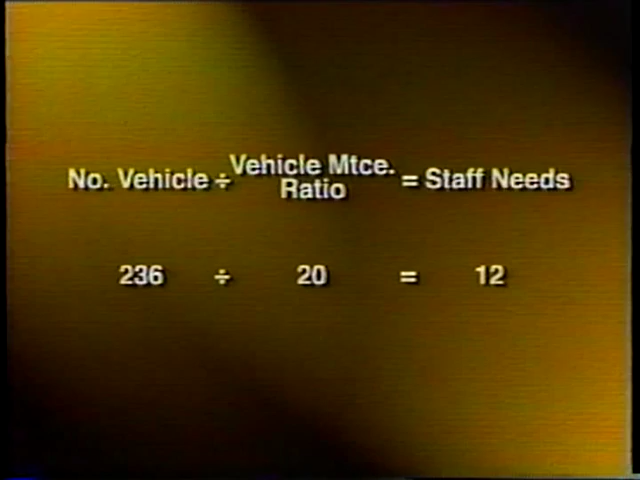 No. Vehicle ÷ Vehicle Mtce. Ratio = Staff Needs
236 ÷ 20 = 12